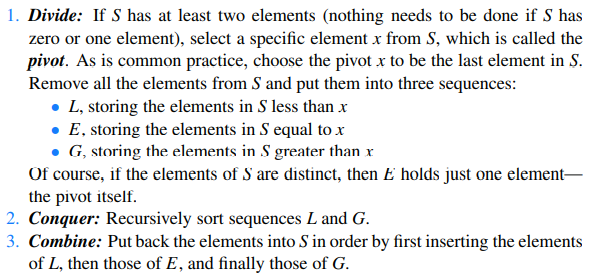 1. Divide: If S has at least two elements (nothing needs to be done if S has
zero or one element), select a specific element x from S, which is called the
pivot. As is common practice, choose the pivot x to be the last element in S.
Remove all the elements from S and put them into three sequences:
• L, storing the elements in S less than x
• E, storing the elements in S equal to x
• G, storing the elements in S greater than x
Of course, if the elements of S are distinct, then E holds just one element—
the pivot itself.
2. Conquer: Recursively sort sequences L and G.
3. Combine: Put back the elements into S in order by first inserting the elements
of L, then those of E, and finally those of G.